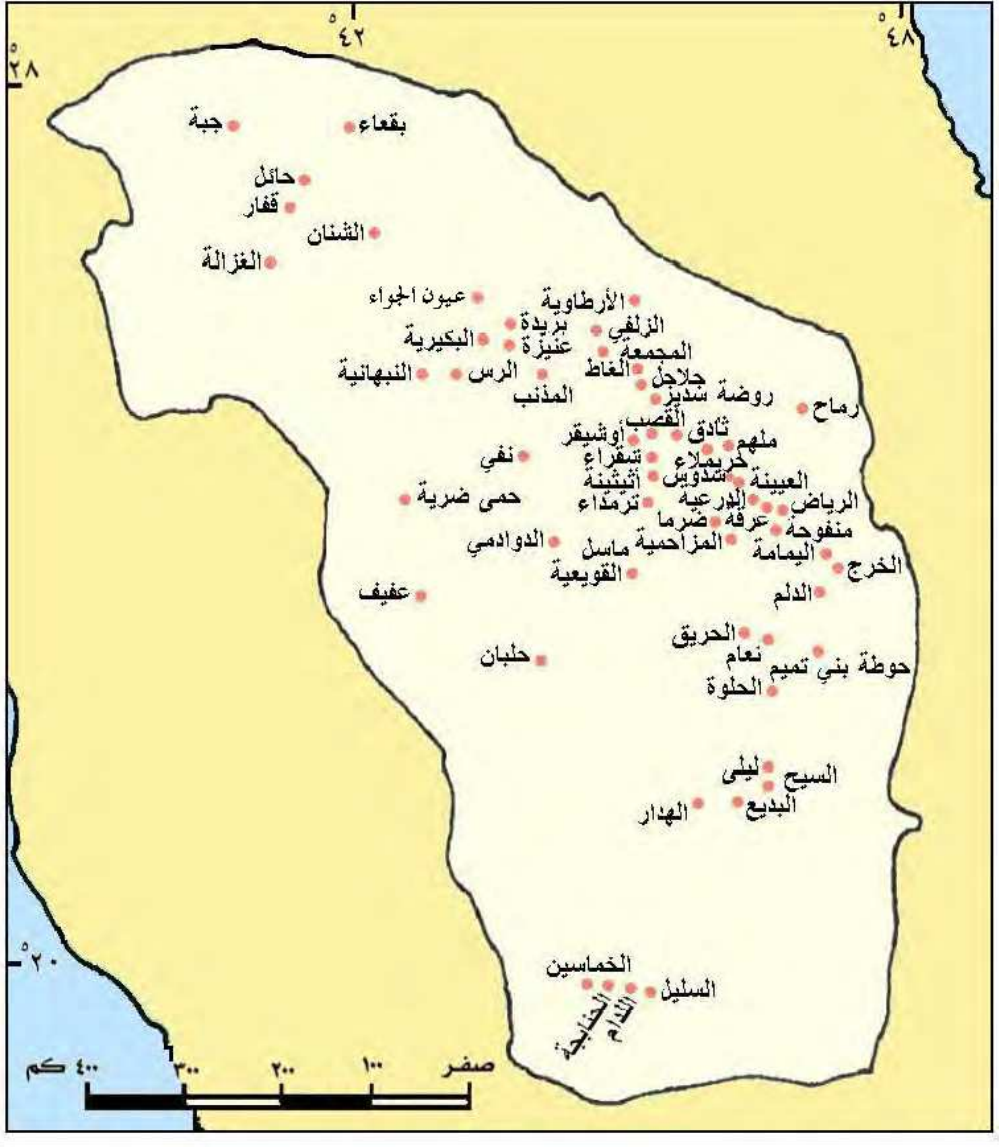 °٤٢
°٤٨
°٢٨
جبة
بقعاء
حائل
قفار
الشنان
الغزالة
عيون الجواء
الأرطاوية
بريدة
الزلفي
البكيرية
عنيزة
المجمعة
النبهانية
الرس
الغاط
جلاجل
المذنب
روضة سدير
رماح
القصب
أوشيقر
ثادق
ملهم
نفي
شقراء
حريملاء
أثيثية
سدوس
العيينة
حمى ضرية
ترمداء
الدرعية
الرياض
ضرما
عرقة
منفوحة
الدوادمي
ماسل
المزاحمية
اليمامة
القويعية
الخرج
عفيف
الدلم
الحريق
نعام
حوطة بني تميم
حلبان
الحلوة
ليلى
السيح
الهدار
البديع
°٢٠
الخماسين
الحنابجة
اللدام
السليل
صفر
١٠٠
٢٠٠
٣٠٠
٤٠٠ كم